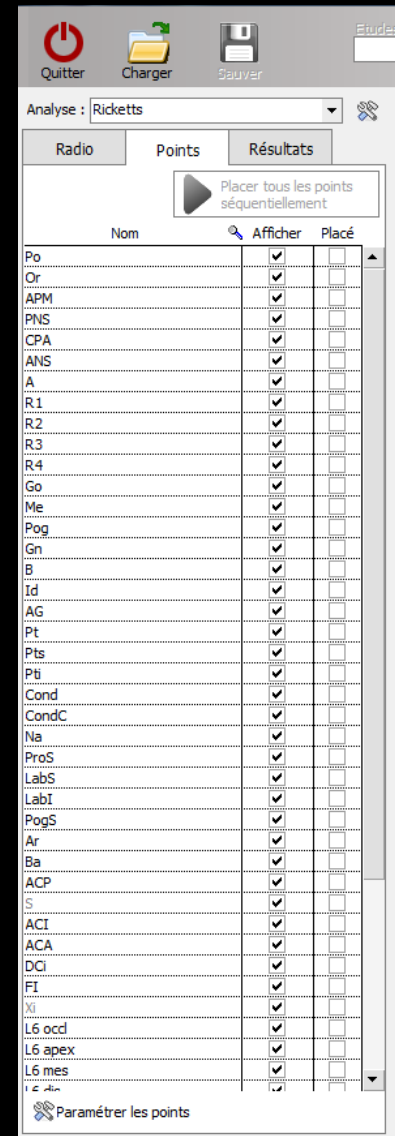 Quitter
Charger
Sauver
Etudes
Analyse : Ricketts
Radio
Points
Résultats
Placer tous les points
séquentiellement
Nom Afficher Placé
Po
Or
APM
PNS
CPA
ANS
A
R1
R2
R3
R4
Go
Me
Pog
Gn
B
Id
AG
Pt
Pts
Pti
Cond
CondC
Na
ProS
LabS
LabI
PogS
Ar
Ba
ACP
S
ACI
ACA
DCi
FI
Xi
L6 occl
L6 apex
L6 mes
L6 dis
Paramétrer les points